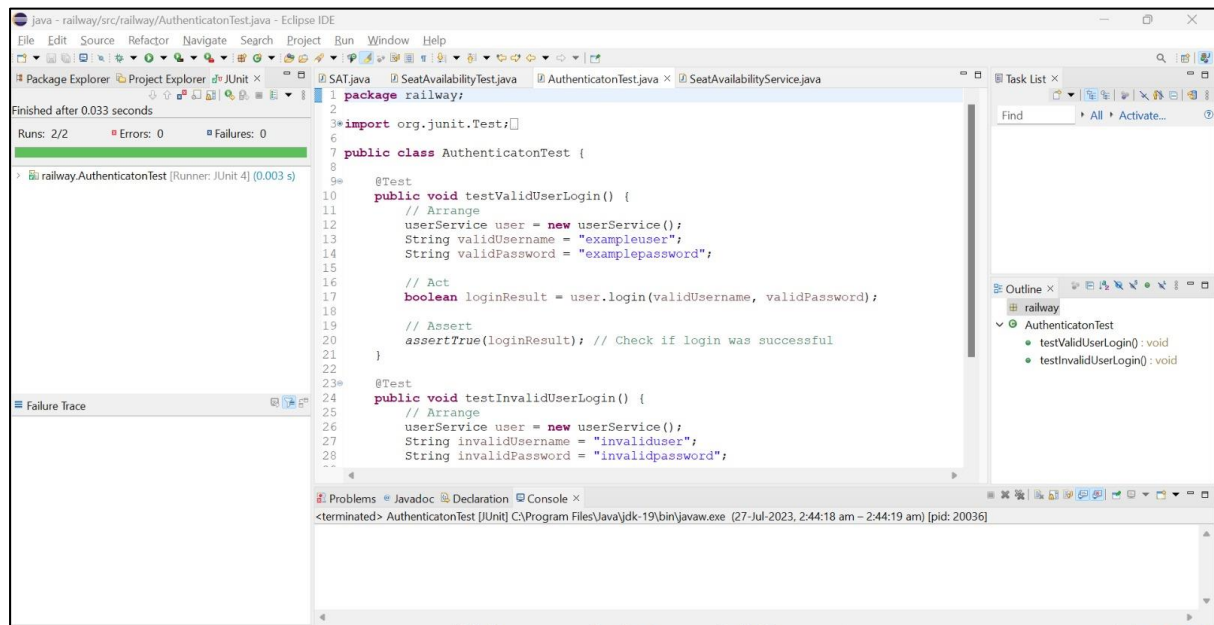 java - railway/src/railway/AuthenticatonTest.java - Eclipse IDE
File Edit Source Refactor Navigate Search Project Run Window Help
Package Explorer Project Explorer JUnit
Finished after 0.033 seconds
Runs: 2/2 Errors: 0 Failures: 0
railway.AuthenticatonTest [Runner: JUnit 4] (0.003 s)
Failure Trace
SAT.java SeatAvailabilityTest.java AuthenticatonTest.java SeatAvailabilityService.java
1 package railway;
2
3 import org.junit.Test;
6
7 public class AuthenticatonTest {
8
9 @Test
10 public void testValidUserLogin() {
11 // Arrange
12 userService user = new userService();
13 String validUsername = "exampleuser";
14 String validPassword = "examplepassword";
15
16 // Act
17 boolean loginResult = user.login(validUsername, validPassword);
18
19 // Assert
20 assertTrue(loginResult); // Check if login was successful
21 }
22
23 @Test
24 public void testInvalidUserLogin() {
25 // Arrange
26 userService user = new userService();
27 String invalidUsername = "invaliduser";
28 String invalidPassword = "invalidpassword";
Task List
Find All Activate...
Outline
railway
AuthenticatonTest
testValidUserLogin() : void
testInvalidUserLogin() : void
Problems Javadoc Declaration Console
<terminated> AuthenticatonTest [JUnit] C:\Program Files\Java\jdk-19\bin\javaw.exe (27-Jul-2023, 2:44:18 am – 2:44:19 am) [pid: 20036]